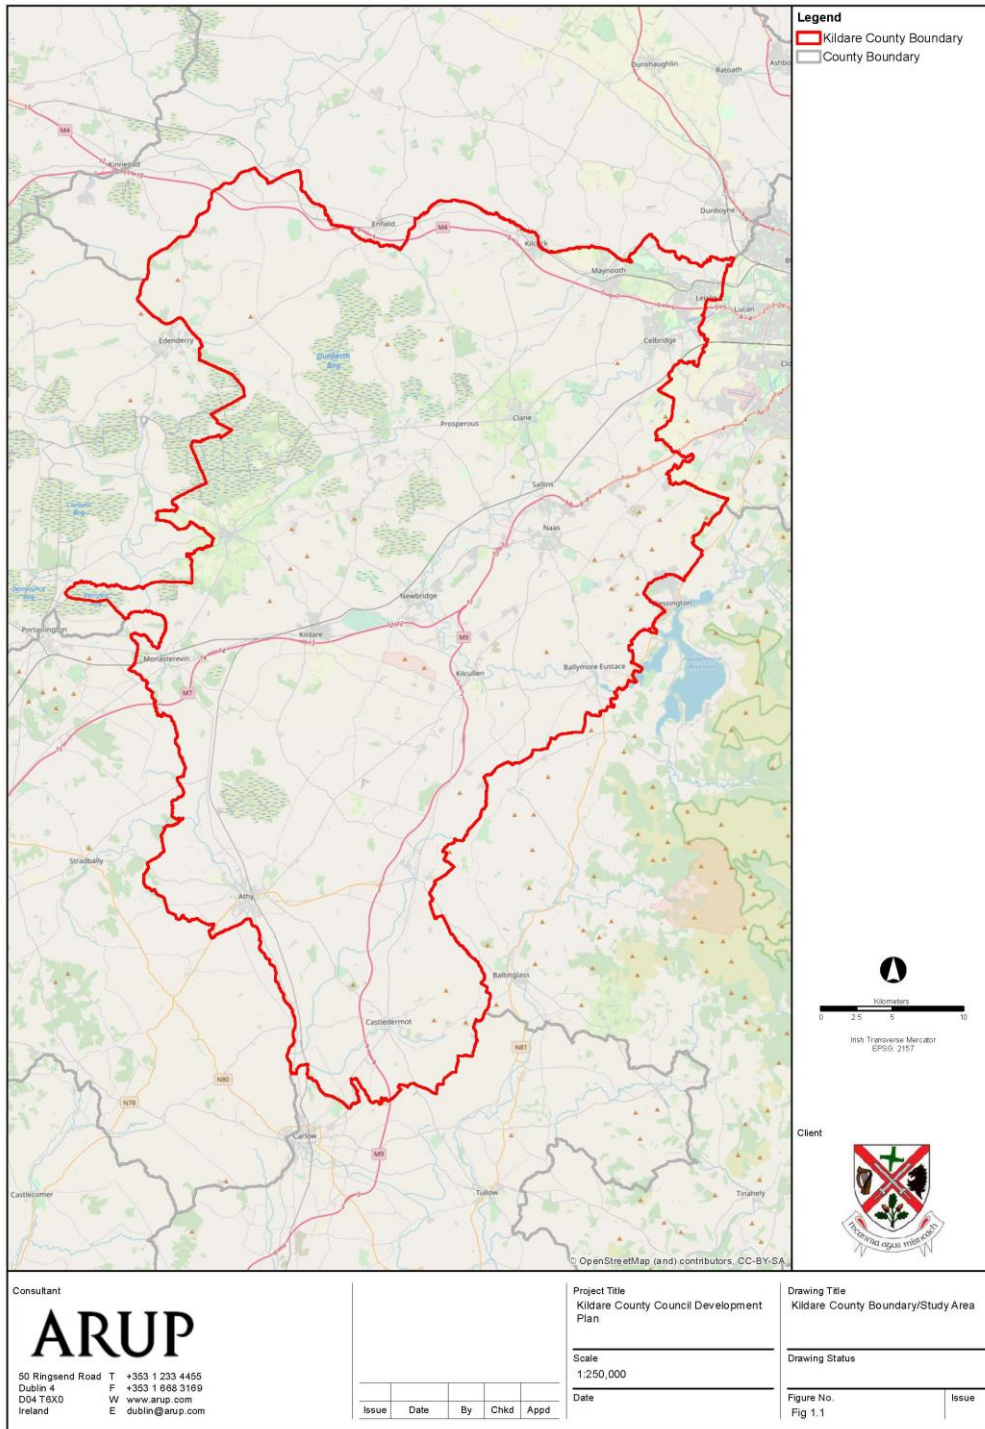 Legend
Kildare County Boundary
County Boundary
Dunshaughlin
Ratoath
M4
Kinnegad
Dunboyne
Enfield
M4
Kilcock
Maynooth
Lucan
Edenderry
Celbridge
Dunberth
Bog
Clane
Prosperous
Sallins
Naas
Newbridge
Portarlington
Kildare
M9
Monasterevin
Ballymore Eustace
Kilcullen
M7
Stradbally
Athy
Baltinglass
Castledermot
N81
N80
N78
Carlow
M9
Castlecomer
Tullow
Tinahely
© OpenStreetMap (and) contributors, CC-BY-SA
Kilometers
0 2.5 5 10
Irish Transverse Mercator
EPSG: 2157
Client
meanma agus misneach
Consultant
ARUP
50 Ringsend Road T +353 1 233 4455
Dublin 4 F +353 1 668 3169
D04 T6X0 W www.arup.com
Ireland E dublin@arup.com
Issue Date By Chkd Appd
Project Title
Kildare County Council Development
Plan
Scale
1:250,000
Date
Drawing Title
Kildare County Boundary/Study Area
Drawing Status
Figure No.
Fig 1.1
Issue